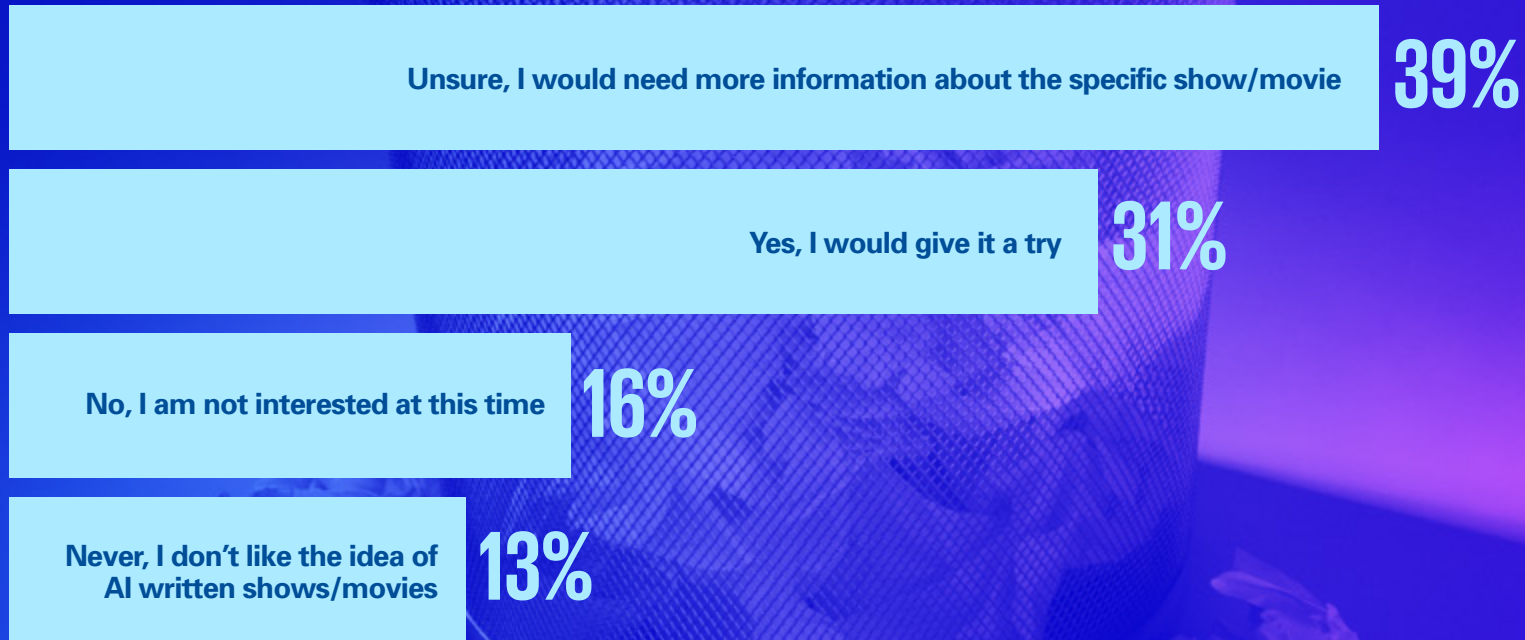 Unsure, I would need more information about the specific show/movie
39%
Yes, I would give it a try
31%
No, I am not interested at this time
16%
Never, I don’t like the idea of
AI written shows/movies
13%